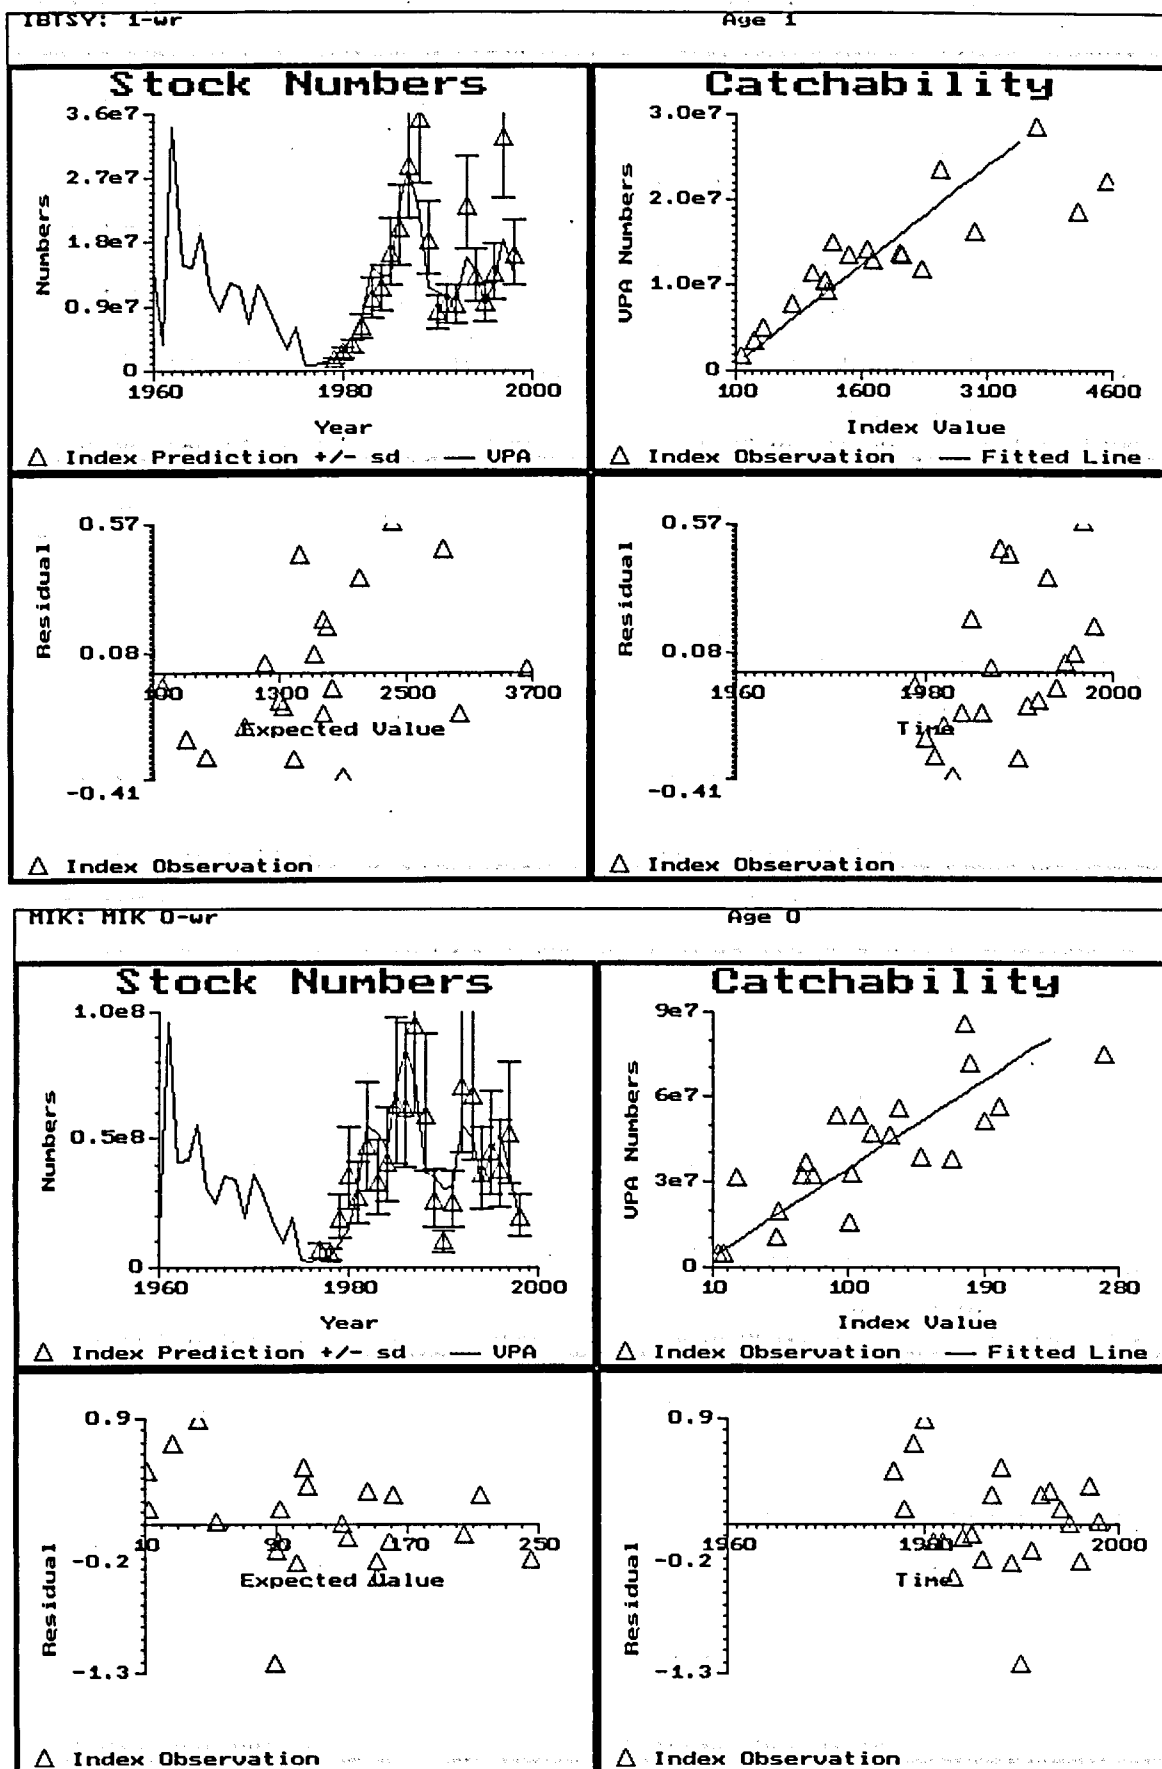 IBTSY: 1-wr Age 1
Stock Numbers
3.6e7
2.7e7
1.8e7
0.9e7
0
Numbers
1960 1980 2000
Year
△ Index Prediction +/- sd — VPA
Catchability
3.0e7
2.0e7
1.0e7
0
VPA Numbers
100 1600 3100 4600
Index Value
△ Index Observation — Fitted Line
0.57
0.08
-0.41
Residual
100 1300 2500 3700
Expected Value
△ Index Observation
0.57
0.08
-0.41
Residual
1960 1980 2000
Time
△ Index Observation
MIK: MIK 0-wr Age 0
Stock Numbers
1.0e8
0.5e8
0
Numbers
1960 1980 2000
Year
△ Index Prediction +/- sd — VPA
Catchability
9e7
6e7
3e7
0
VPA Numbers
10 100 190 280
Index Value
△ Index Observation — Fitted Line
0.9
-0.2
-1.3
Residual
10 90 170 250
Expected Value
△ Index Observation
0.9
-0.2
-1.3
Residual
1960 1980 2000
Time
△ Index Observation